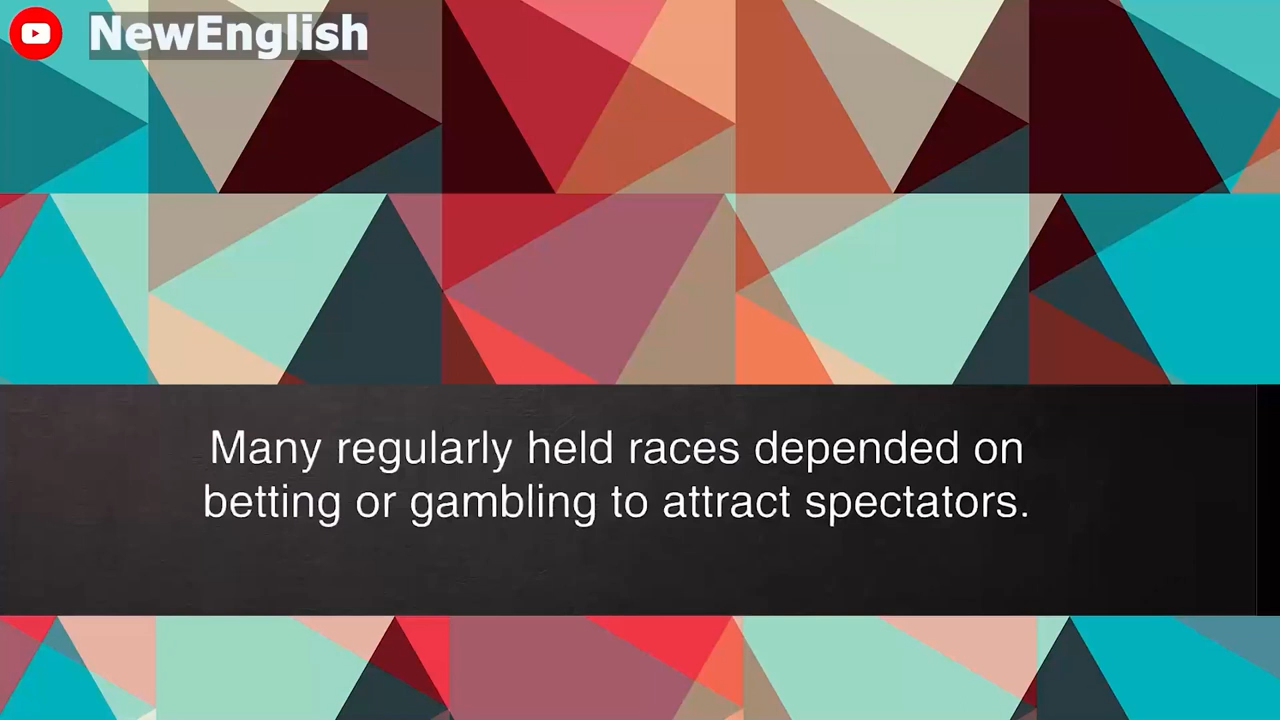 NewEnglish
Many regularly held races depended on
betting or gambling to attract spectators.